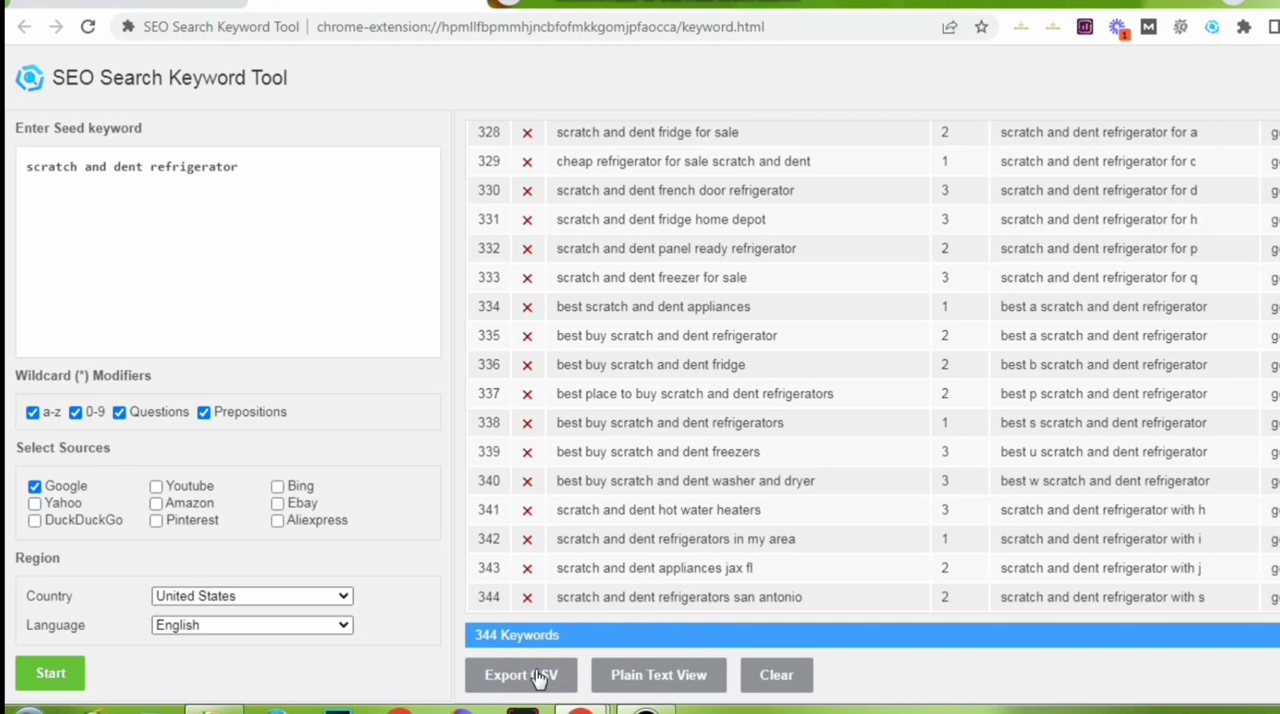 SEO Search Keyword Tool
chrome-extension://hpmllfbpmmhjncbfofmkkgomjpfaocca/keyword.html
1
M
SEO Search Keyword Tool
Enter Seed keyword
scratch and dent refrigerator
Wildcard (*) Modifiers
a-z 0-9 Questions Prepositions
Select Sources
Google Youtube Bing
Yahoo Amazon Ebay
DuckDuckGo Pinterest Aliexpress
Region
Country United States
Language English
Start
328 scratch and dent fridge for sale 2 scratch and dent refrigerator for a
329 cheap refrigerator for sale scratch and dent 1 scratch and dent refrigerator for c
330 scratch and dent french door refrigerator 3 scratch and dent refrigerator for d
331 scratch and dent fridge home depot 3 scratch and dent refrigerator for h
332 scratch and dent panel ready refrigerator 2 scratch and dent refrigerator for p
333 scratch and dent freezer for sale 3 scratch and dent refrigerator for q
334 best scratch and dent appliances 1 best a scratch and dent refrigerator
335 best buy scratch and dent refrigerator 2 best a scratch and dent refrigerator
336 best buy scratch and dent fridge 2 best b scratch and dent refrigerator
337 best place to buy scratch and dent refrigerators 2 best p scratch and dent refrigerator
338 best buy scratch and dent refrigerators 1 best s scratch and dent refrigerator
339 best buy scratch and dent freezers 3 best u scratch and dent refrigerator
340 best buy scratch and dent washer and dryer 3 best w scratch and dent refrigerator
341 scratch and dent hot water heaters 3 scratch and dent refrigerator with h
342 scratch and dent refrigerators in my area 1 scratch and dent refrigerator with i
343 scratch and dent appliances jax fl 2 scratch and dent refrigerator with j
344 scratch and dent refrigerators san antonio 2 scratch and dent refrigerator with s
344 Keywords
Export CSV Plain Text View Clear